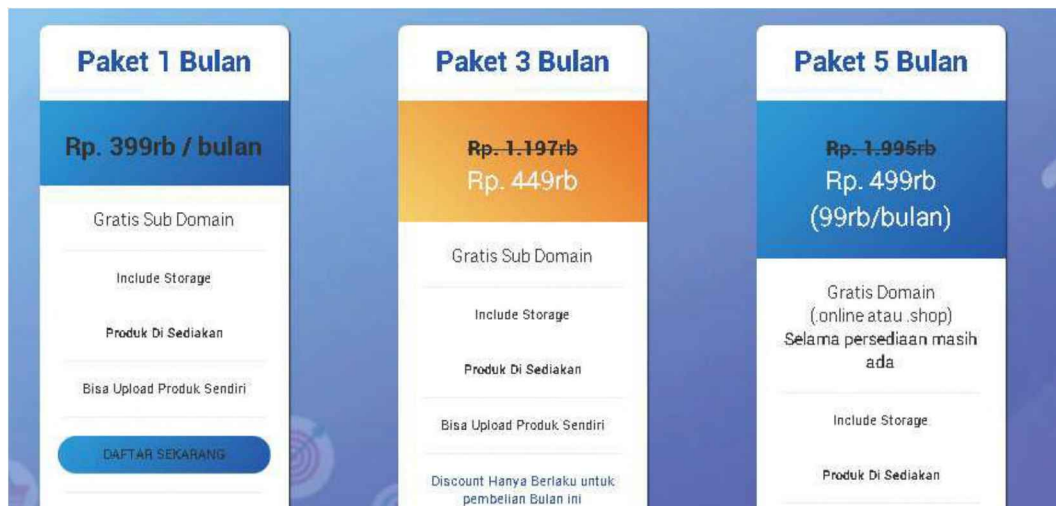 Paket 1 Bulan
Rp. 399rb / bulan
Gratis Sub Domain
Include Storage
Produk Di Sediakan
Bisa Upload Produk Sendiri
DAFTAR SEKARANG
Paket 3 Bulan
Rp. 1.197rb
Rp. 449rb
Gratis Sub Domain
Include Storage
Produk Di Sediakan
Bisa Upload Produk Sendiri
Discount Hanya Berlaku untuk
pembelian Bulan ini
Paket 5 Bulan
Rp. 1.995rb
Rp. 499rb
(99rb/bulan)
Gratis Domain
(.online atau .shop)
Selama persediaan masih
ada
Include Storage
Produk Di Sediakan